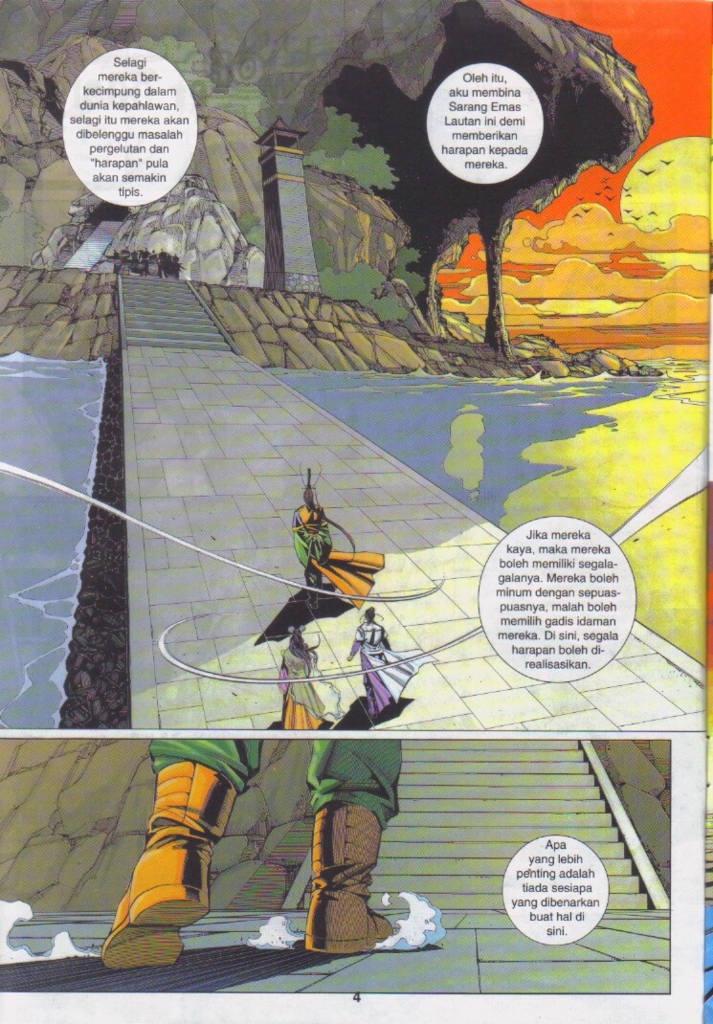 Selagi
mereka ber-
kecimpung dalam
dunia kepahlawan,
selagi itu mereka akan
dibelenggu masalah
pergelutan dan
"harapan" pula
akan semakin
tipis.
Oleh itu,
aku membina
Sarang Emas
Lautan ini demi
memberikan
harapan kepada
mereka.
Jika mereka
kaya, maka mereka
boleh memiliki segala-
galanya. Mereka boleh
minum dengan sepuas-
puasnya, malah boleh
memilih gadis idaman
mereka. Di sini, segala
harapan boleh di-
realisasikan.
Apa
yang lebih
penting adalah
tiada sesiapa
yang dibenarkan
buat hal di
sini.
4